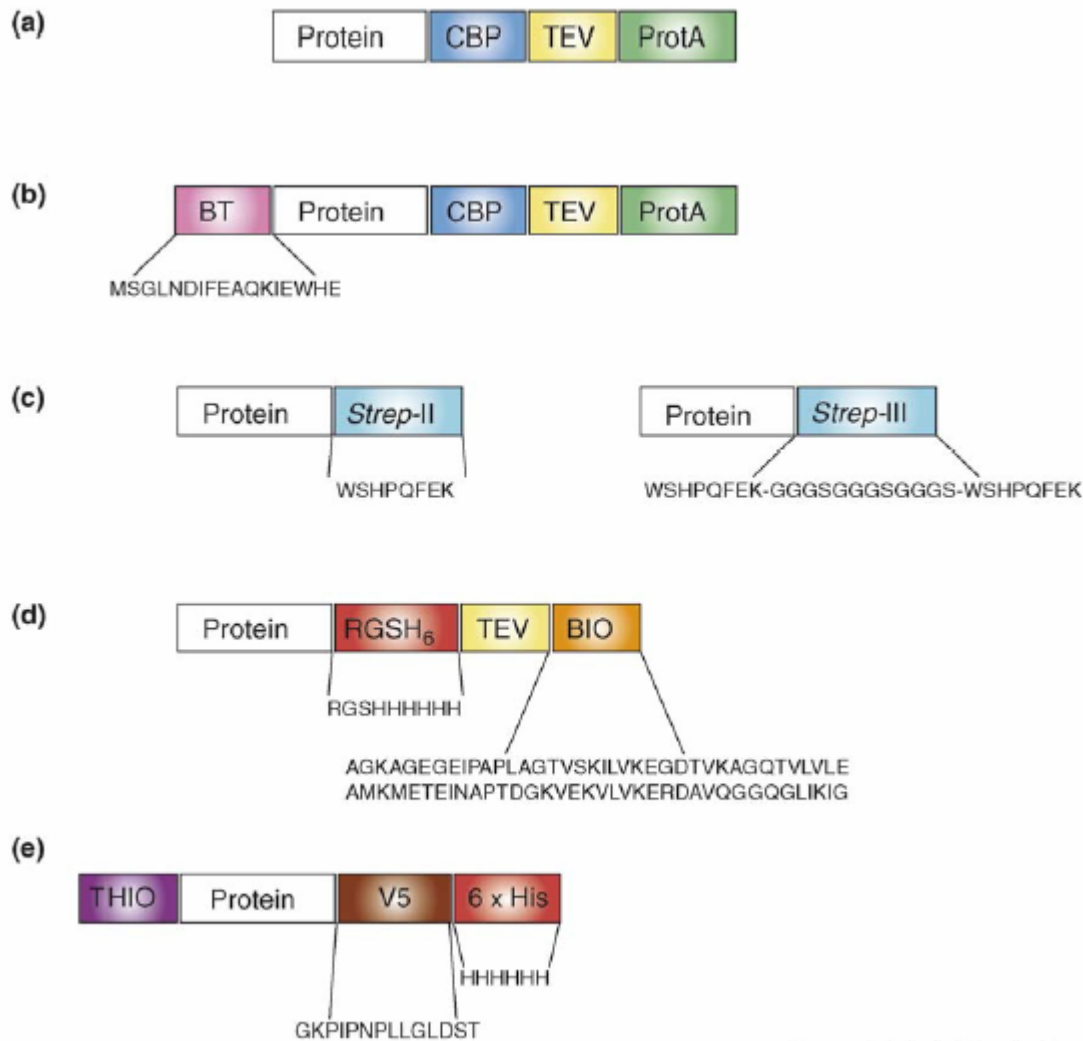 (a)
Protein CBP TEV ProtA
(b)
BT Protein CBP TEV ProtA
MSGLNDIFEAQKIEWHE
(c)
Protein Strep-II Protein Strep-III
WSHPQFEK WSHPQFEK-GGGSGGGSGGGS-WSHPQFEK
(d)
Protein RGSH₆ TEV BIO
RGSHHHHHH
AGKAGEGEIPAPLAGTVSKILVKEGDTVKAGQTVLVLE
AMKMETEINAPTDGKVEKVLVKERDAVQGGQGLIKIG
(e)
THIO Protein V5 6 x His
HHHHHH
GKPIPNPLLGLDST